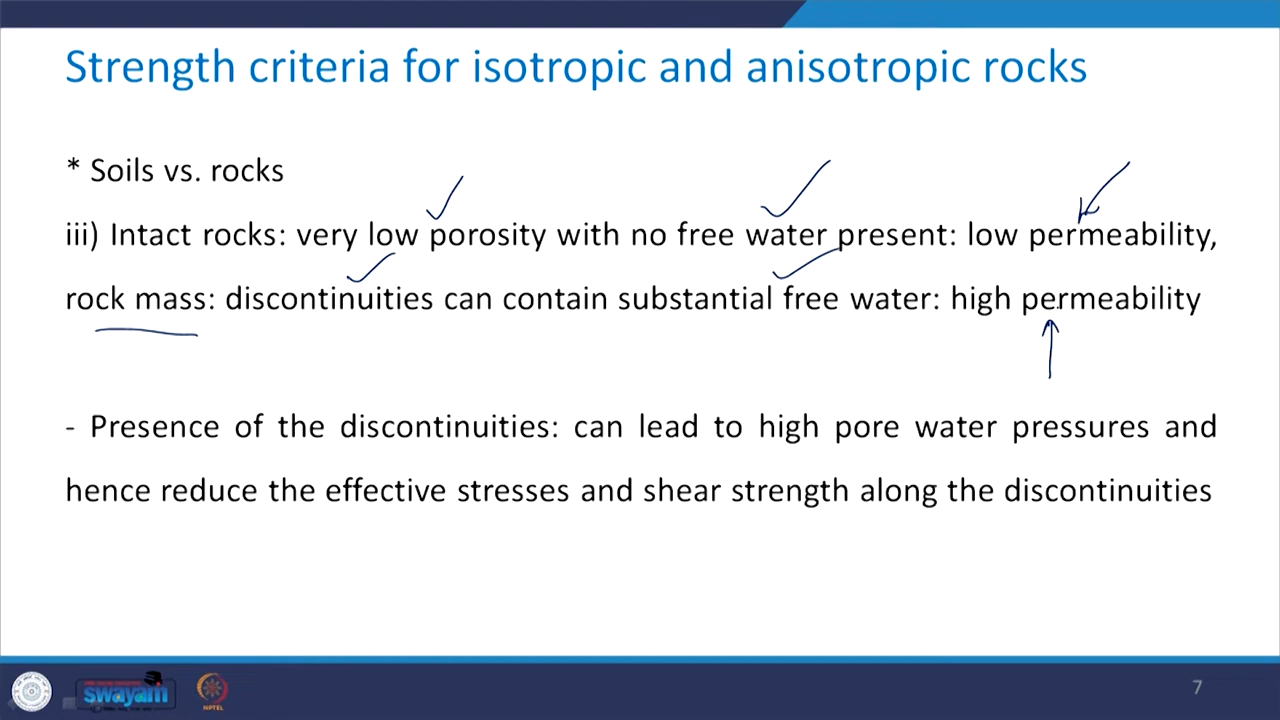 Strength criteria for isotropic and anisotropic rocks
* Soils vs. rocks
iii) Intact rocks: very low porosity with no free water present: low permeability,
rock mass: discontinuities can contain substantial free water: high permeability
- Presence of the discontinuities: can lead to high pore water pressures and
hence reduce the effective stresses and shear strength along the discontinuities
swayam
NPTEL
7